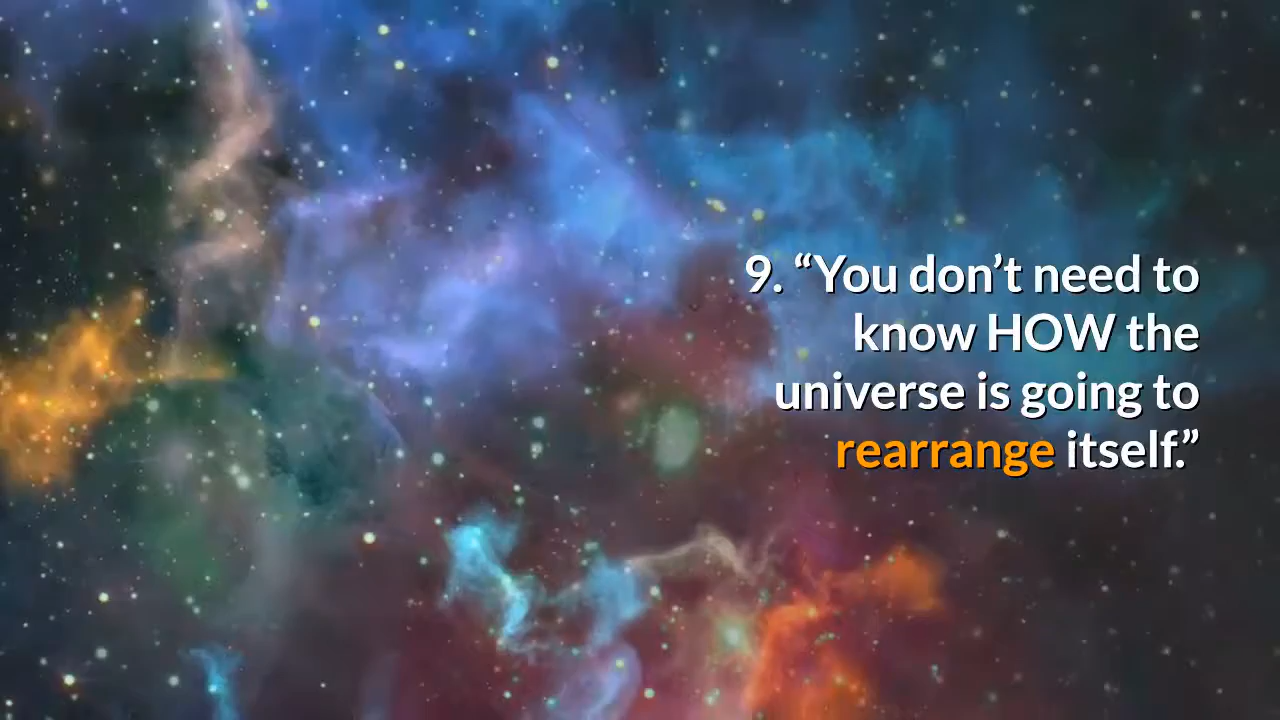 9. “You don’t need to
know HOW the
universe is going to
rearrange itself.”